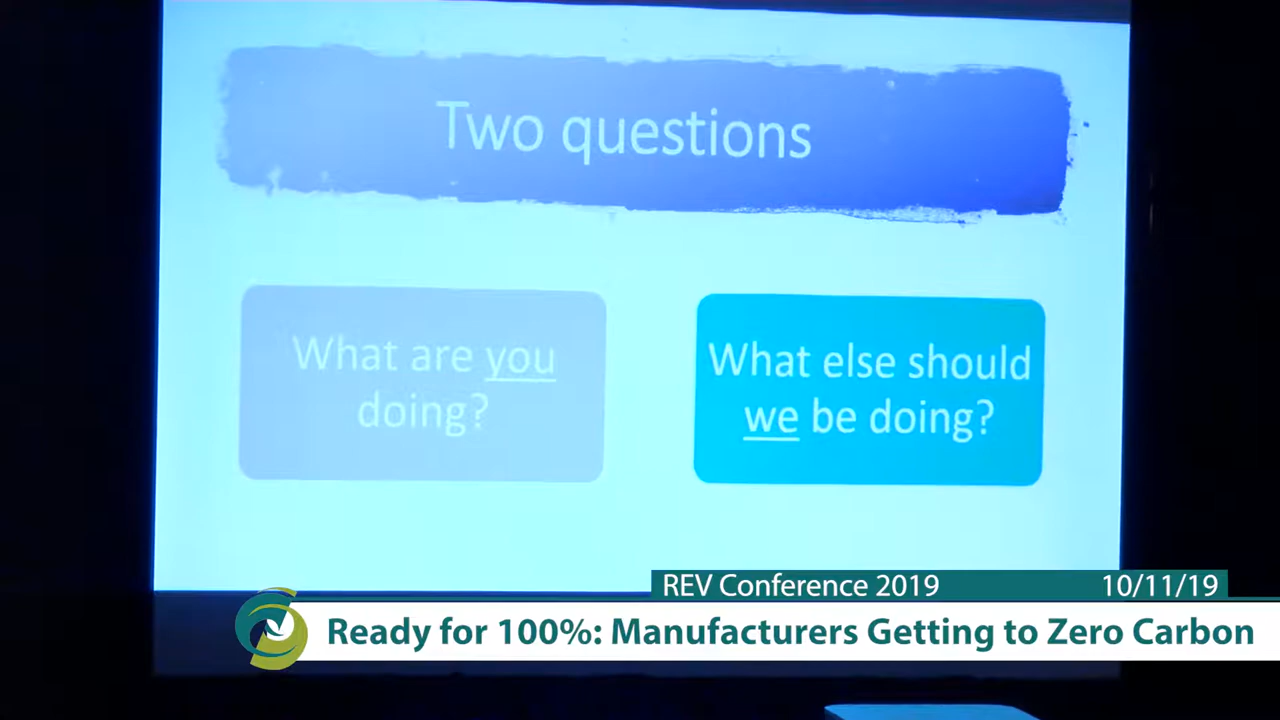 Two questions
What are you
doing?
What else should
we be doing?
REV Conference 2019
10/11/19
Ready for 100%: Manufacturers Getting to Zero Carbon